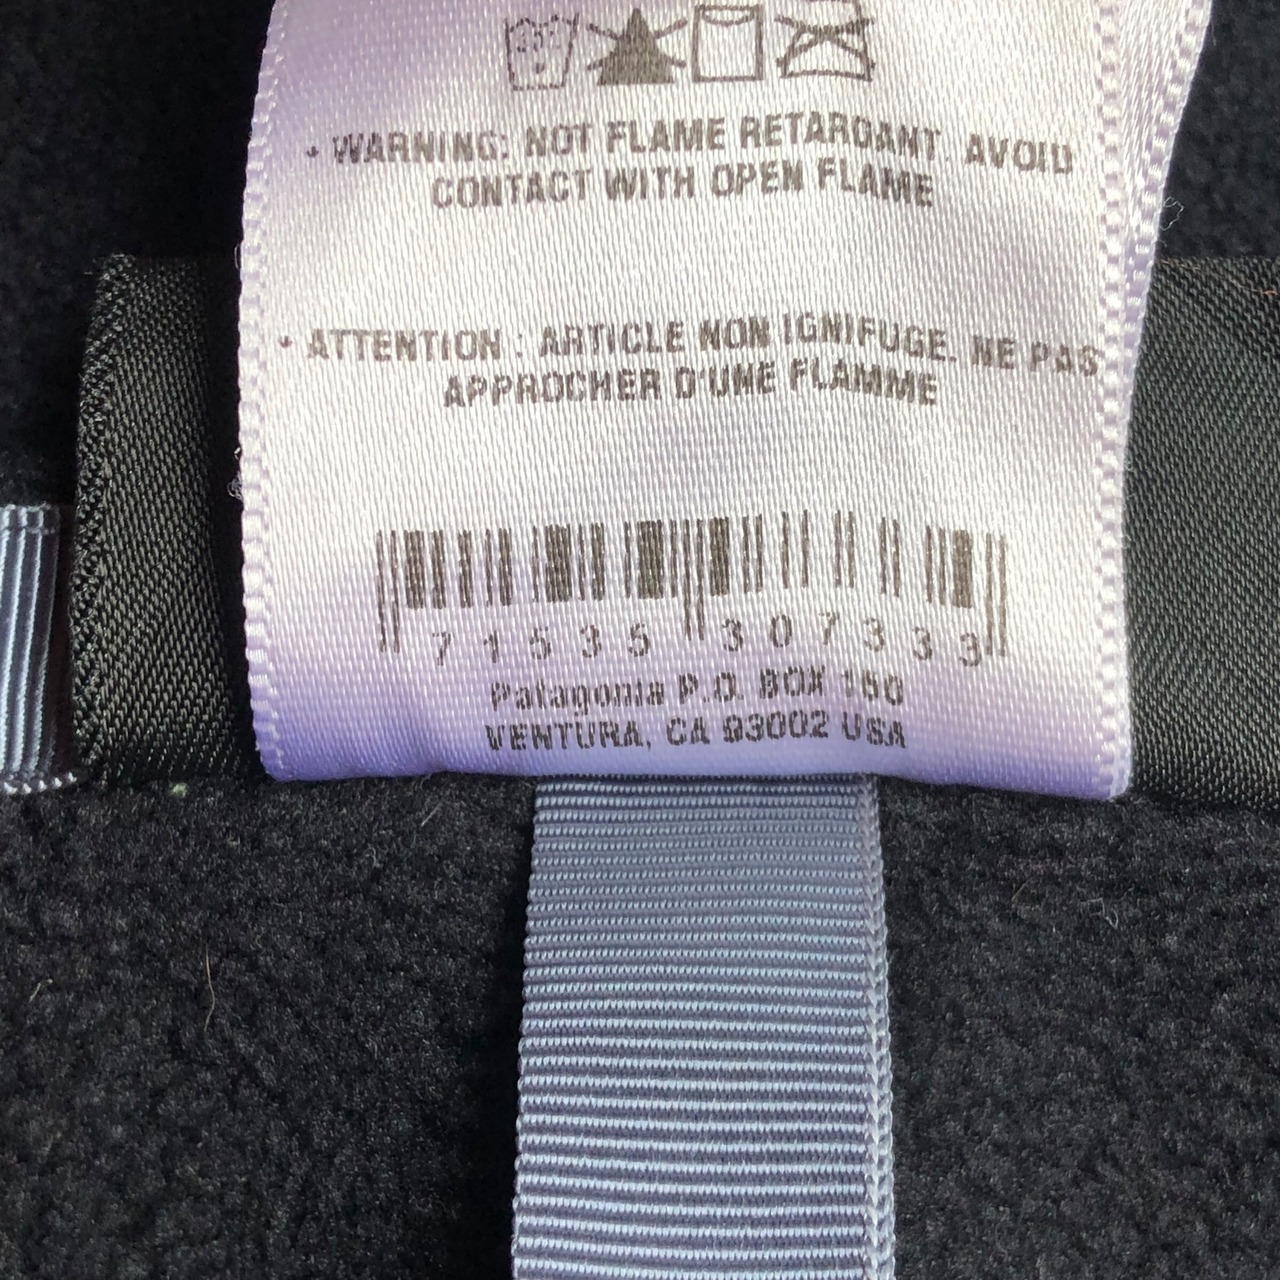 • WARNING: NOT FLAME RETARDANT. AVOID
CONTACT WITH OPEN FLAME
• ATTENTION : ARTICLE NON IGNIFUGE. NE PAS
APPROCHER D'UNE FLAMME
7 1 5 3 5 3 0 7 3 3 3
Patagonia P.O. BOX 150
VENTURA, CA 93002 USA